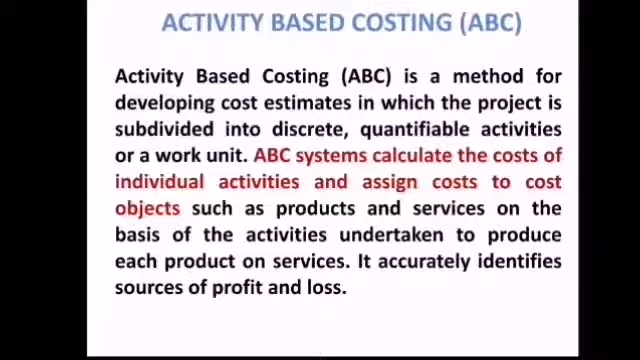 ACTIVITY BASED COSTING (ABC)
Activity Based Costing (ABC) is a method for
developing cost estimates in which the project is
subdivided into discrete, quantifiable activities
or a work unit. ABC systems calculate the costs of
individual activities and assign costs to cost
objects such as products and services on the
basis of the activities undertaken to produce
each product on services. It accurately identifies
sources of profit and loss.